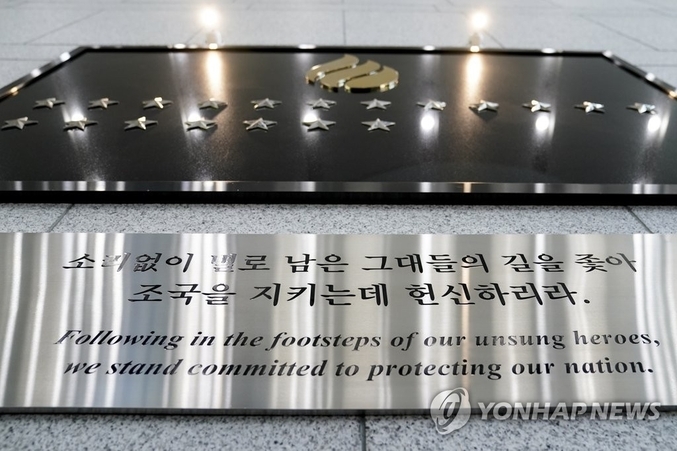 소리없이 별로 남은 그대들의 길을 좇아
조국을 지키는데 헌신하리라.
Following in the footsteps of our unsung heroes,
we stand committed to protecting our nation.
YONHAP NEWS